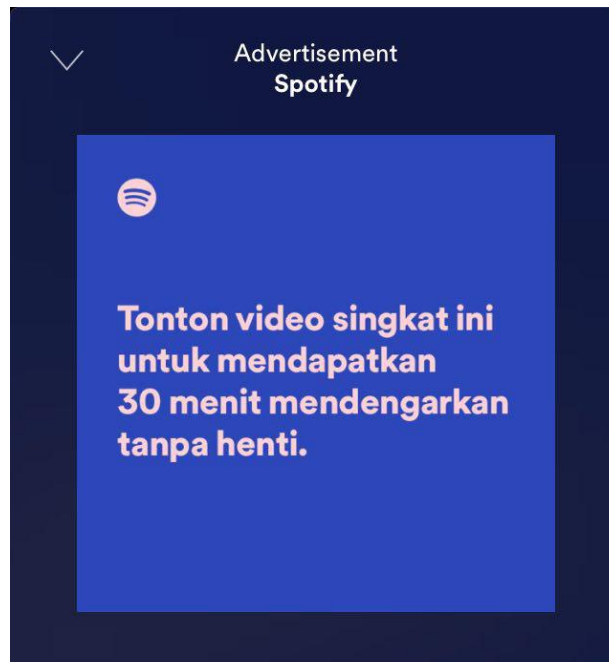 Advertisement
Spotify
Tonton video singkat ini
untuk mendapatkan
30 menit mendengarkan
tanpa henti.